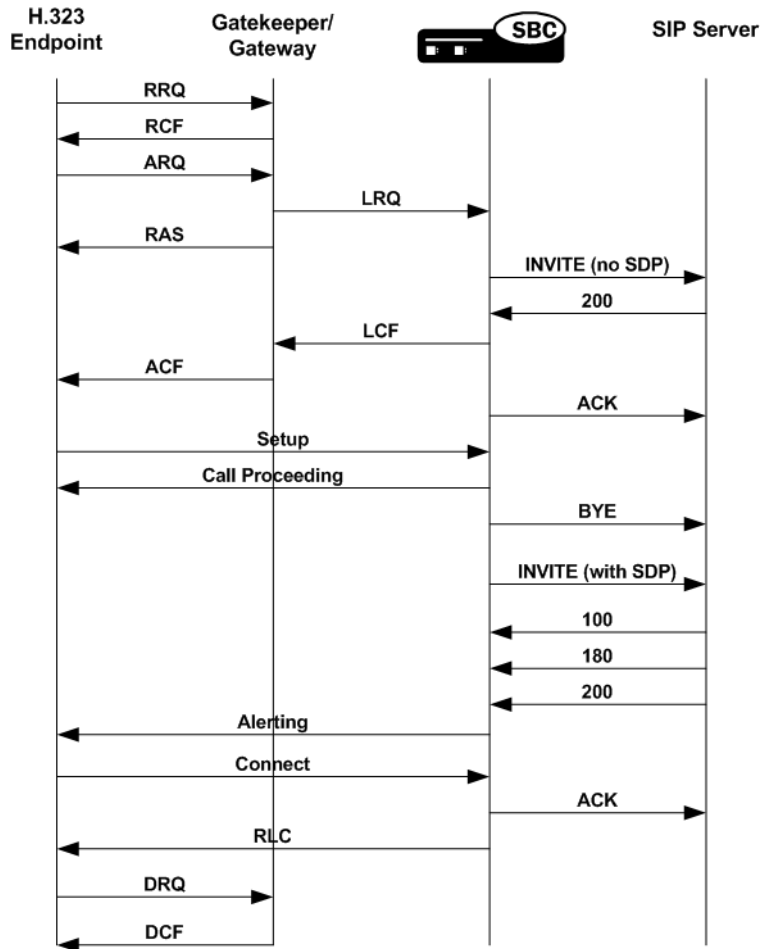 H.323
Endpoint
Gatekeeper/
Gateway
SBC
SIP Server
RRQ
RCF
ARQ
LRQ
RAS
INVITE (no SDP)
200
LCF
ACF
ACK
Setup
Call Proceeding
BYE
INVITE (with SDP)
100
180
200
Alerting
Connect
ACK
RLC
DRQ
DCF